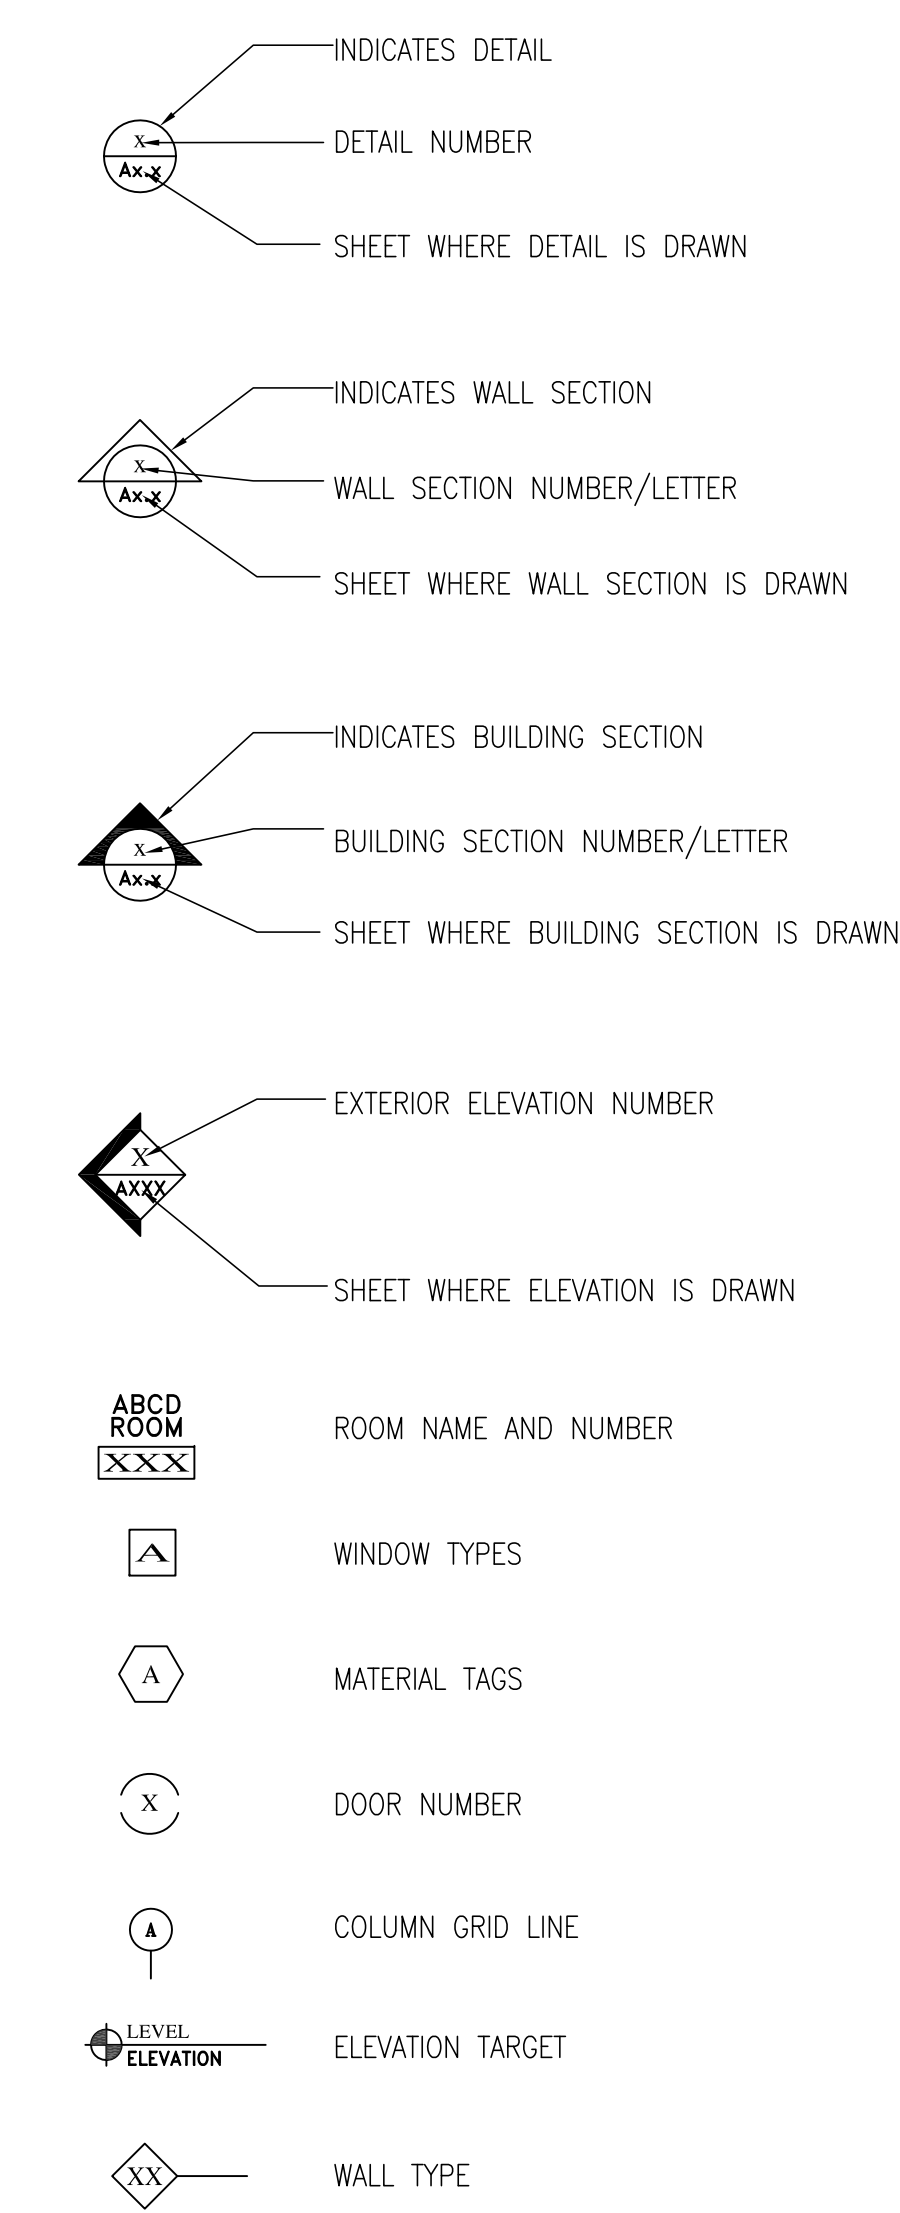 INDICATES DETAIL
X
DETAIL NUMBER
Ax.x
SHEET WHERE DETAIL IS DRAWN
INDICATES WALL SECTION
X
WALL SECTION NUMBER/LETTER
Ax.x
SHEET WHERE WALL SECTION IS DRAWN
INDICATES BUILDING SECTION
X
BUILDING SECTION NUMBER/LETTER
Ax.x
SHEET WHERE BUILDING SECTION IS DRAWN
EXTERIOR ELEVATION NUMBER
X
AXXX
SHEET WHERE ELEVATION IS DRAWN
ABCD
ROOM
XXX
ROOM NAME AND NUMBER
A
WINDOW TYPES
A
MATERIAL TAGS
X
DOOR NUMBER
A
COLUMN GRID LINE
LEVEL
ELEVATION
ELEVATION TARGET
XX
WALL TYPE